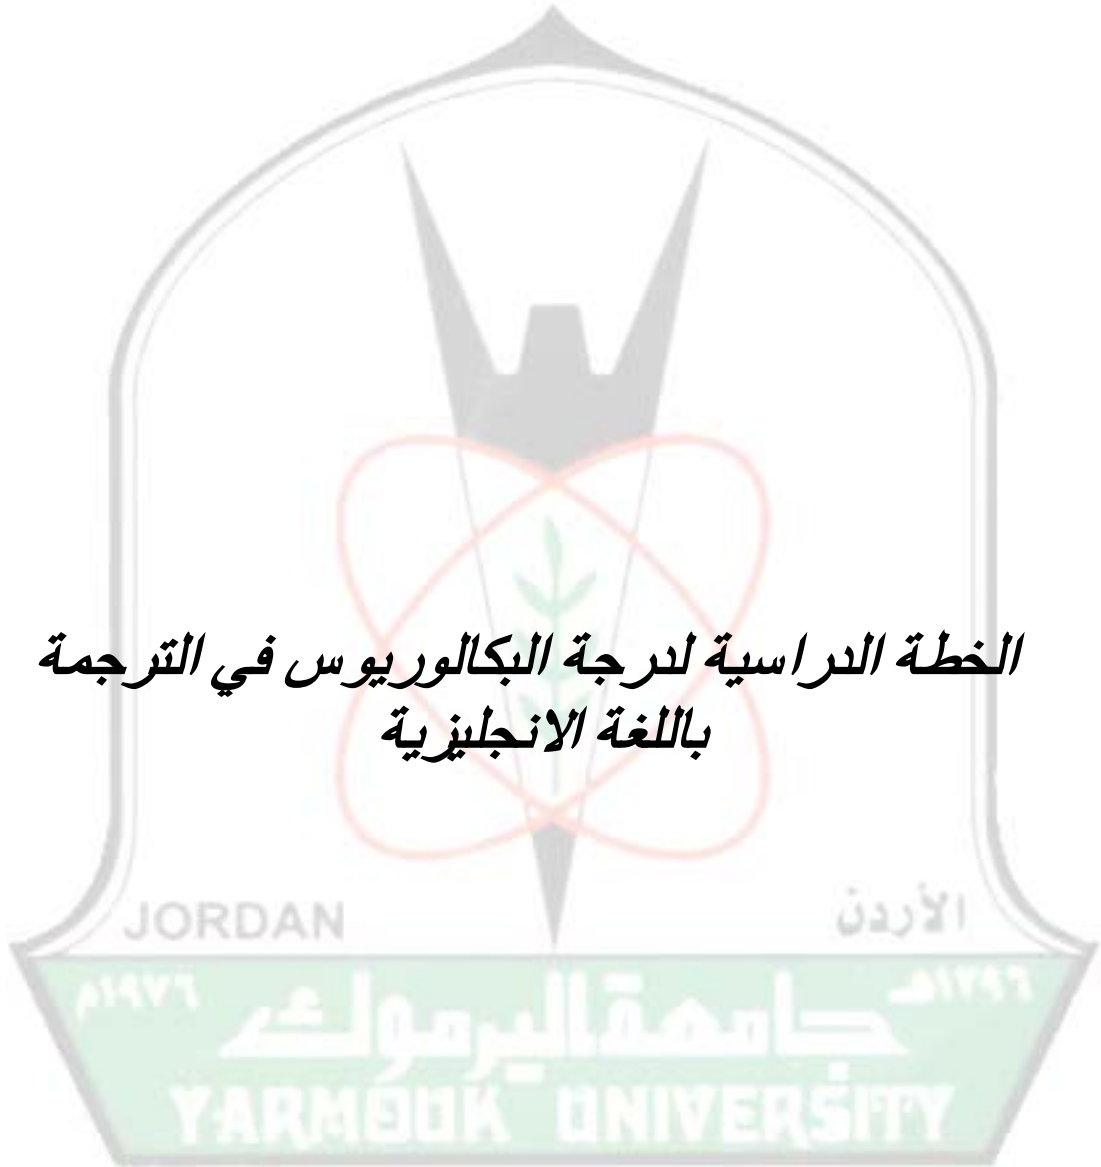 الخطة الدراسية لدرجة البكالوريوس في الترجمة
باللغة الانجليزية
JORDAN الأردن
١٩٧٦م ١٣٩٦هـ
جامعة اليرموك
YARMOUK UNIVERSITY